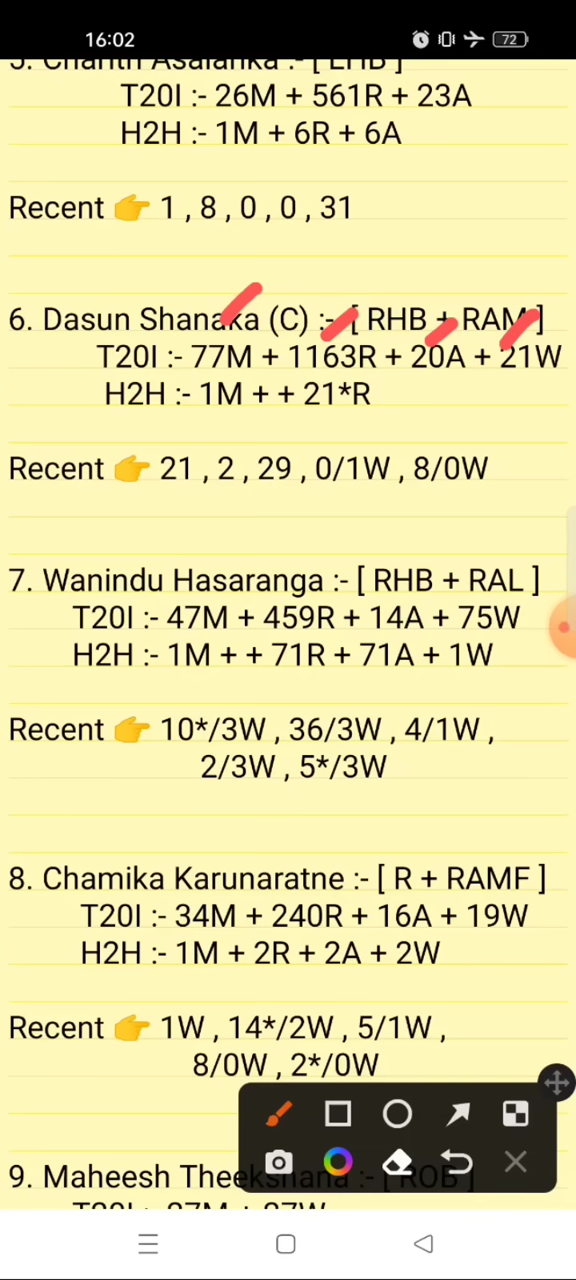 16:02
72
5. Charith Asalanka :- [ LHB ]
T20I :- 26M + 561R + 23A
H2H :- 1M + 6R + 6A
Recent 👉 1 , 8 , 0 , 0 , 31
6. Dasun Shanaka (C) :- [ RHB + RAM ]
T20I :- 77M + 1163R + 20A + 21W
H2H :- 1M + + 21*R
Recent 👉 21 , 2 , 29 , 0/1W , 8/0W
7. Wanindu Hasaranga :- [ RHB + RAL ]
T20I :- 47M + 459R + 14A + 75W
H2H :- 1M + + 71R + 71A + 1W
Recent 👉 10*/3W , 36/3W , 4/1W ,
2/3W , 5*/3W
8. Chamika Karunaratne :- [ R + RAMF ]
T20I :- 34M + 240R + 16A + 19W
H2H :- 1M + 2R + 2A + 2W
Recent 👉 1W , 14*/2W , 5/1W ,
8/0W , 2*/0W
9. Maheesh Theekshana :- [ ROB ]